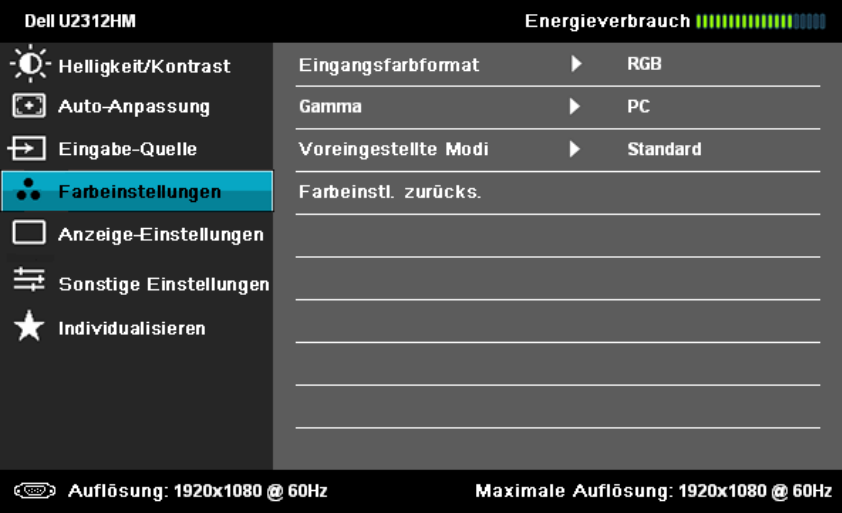 Dell U2312HM Energieverbrauch
Helligkeit/Kontrast
Auto-Anpassung
Eingabe-Quelle
Farbeinstellungen
Anzeige-Einstellungen
Sonstige Einstellungen
Individualisieren
Eingangsfarbformat RGB
Gamma PC
Voreingestellte Modi Standard
Farbeinstl. zurücks.
Auflösung: 1920x1080 @ 60Hz Maximale Auflösung: 1920x1080 @ 60Hz